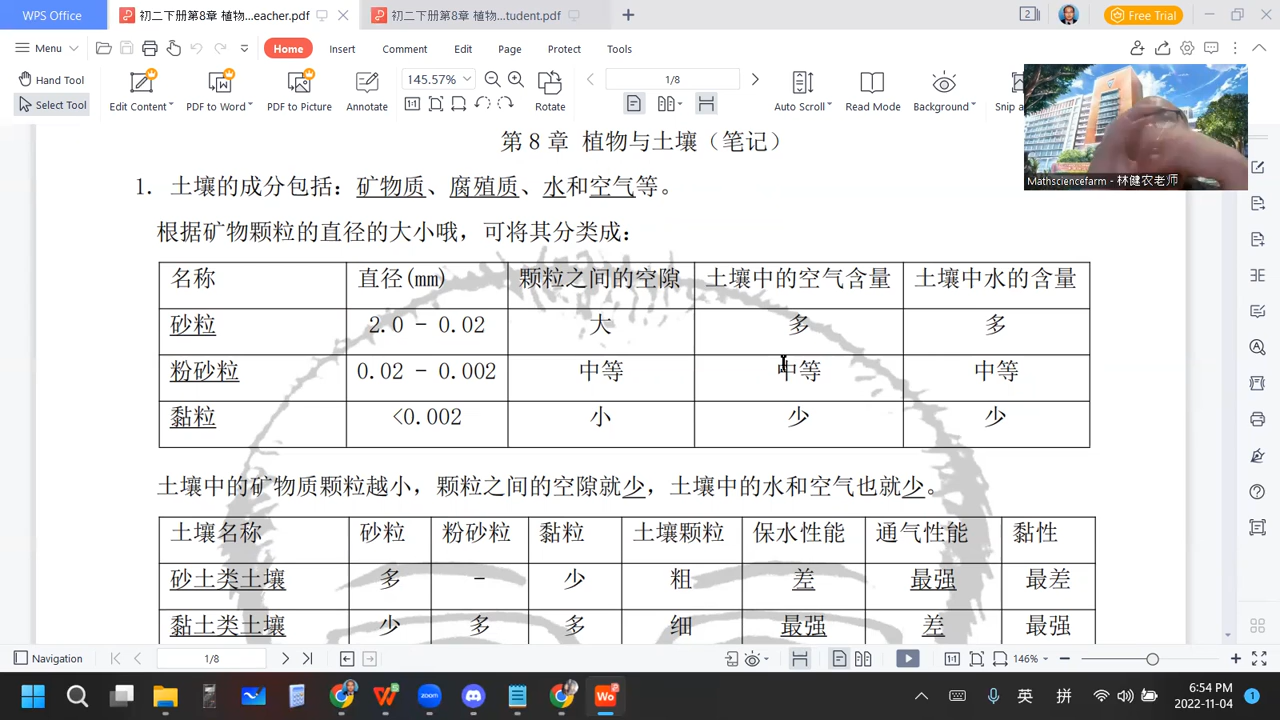 WPS Office
初二下册第8章 植物...eacher.pdf
初二下册第8章 植物...tudent.pdf
2
Free Trial
Menu
Home
Insert
Comment
Edit
Page
Protect
Tools
Hand Tool
Select Tool
Edit Content
PDF to Word
PDF to Picture
Annotate
145.57%
Rotate
1/8
Auto Scroll
Read Mode
Background
Snip a
Mathsciencefarm - 林健农老师
第 8 章 植物与土壤（笔记）
1. 土壤的成分包括：矿物质、腐殖质、水和空气等。
根据矿物颗粒的直径的大小哦，可将其分类成：
名称 直径(mm) 颗粒之间的空隙 土壤中的空气含量 土壤中水的含量
砂粒 2.0 - 0.02 大 多 多
粉砂粒 0.02 - 0.002 中等 中等 中等
黏粒 <0.002 小 少 少
土壤中的矿物质颗粒越小，颗粒之间的空隙就少，土壤中的水和空气也就少。
土壤名称 砂粒 粉砂粒 黏粒 土壤颗粒 保水性能 通气性能 黏性
砂土类土壤 多 - 少 粗 差 最强 最差
黏土类土壤 少 多 多 细 最强 差 最强
Navigation
1/8
146%
英
拼
6:54 PM
2022-11-04